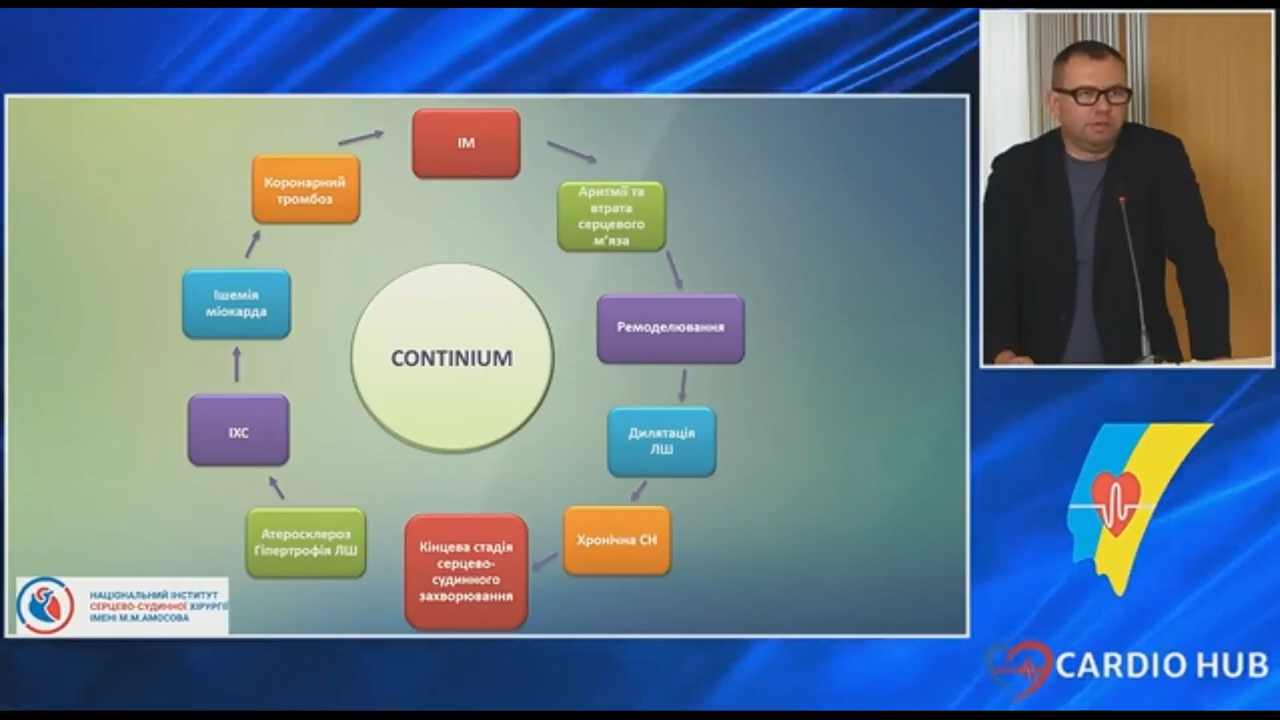 ІМ
Коронарний
тромбоз
Аритмії та
втрата
серцевого
м'яза
Ішемія
міокарда
Ремоделювання
CONTINIUM
ІХС
Дилятація
ЛШ
Атеросклероз
Гіпертрофія ЛШ
Кінцева стадія
серцево-
судинного
захворювання
Хронічна СН
НАЦІОНАЛЬНИЙ ІНСТИТУТ
СЕРЦЕВО-СУДИННОЇ ХІРУРГІЇ
ІМЕНІ М.М.АМОСОВА
CARDIO HUB